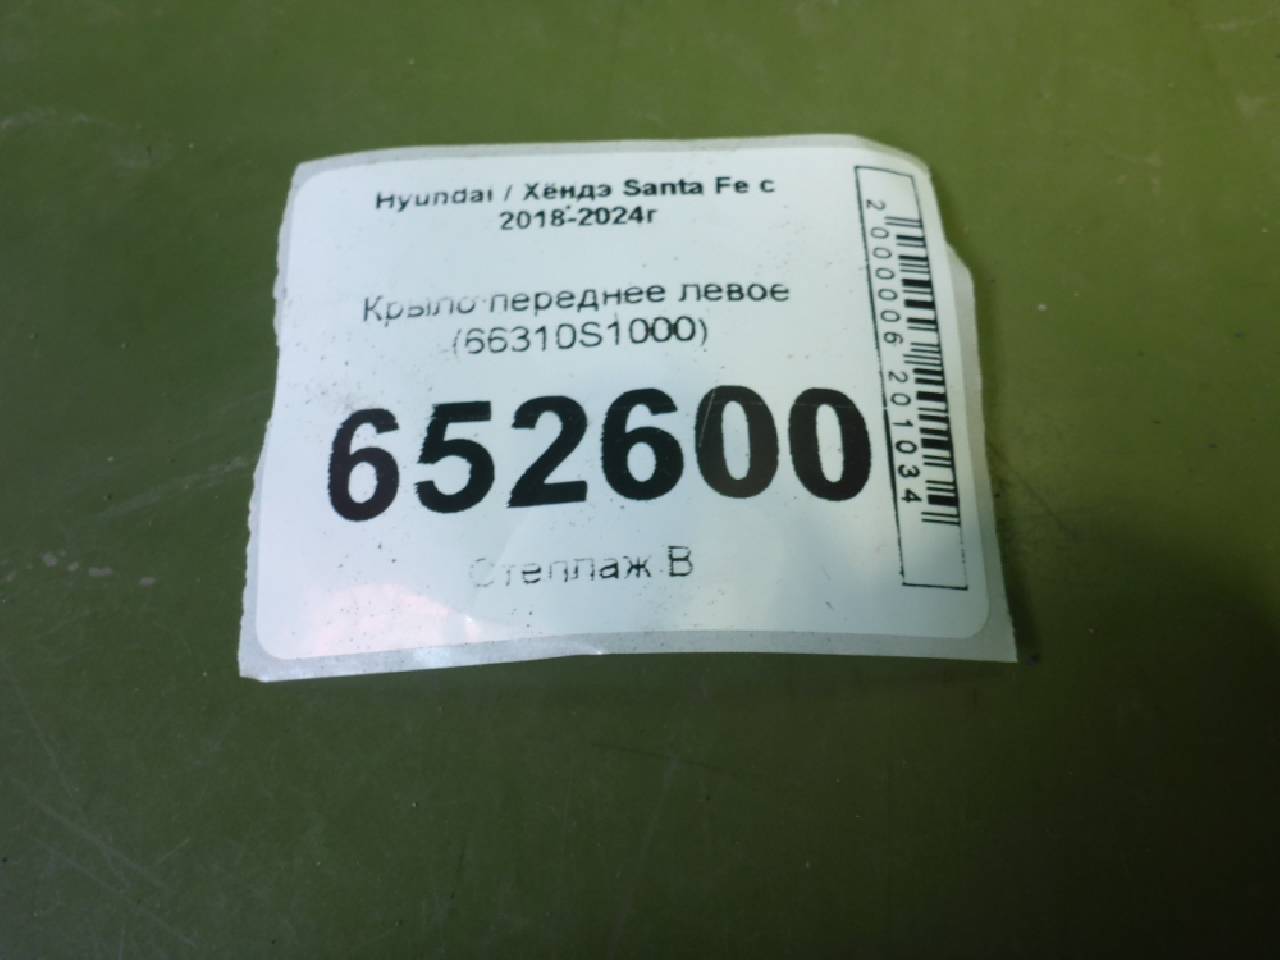 Hyundai / Хёндэ Santa Fe с
2018-2024г
Крыло переднее левое
(66310S1000)
652600
Стеллаж В
2000006201034